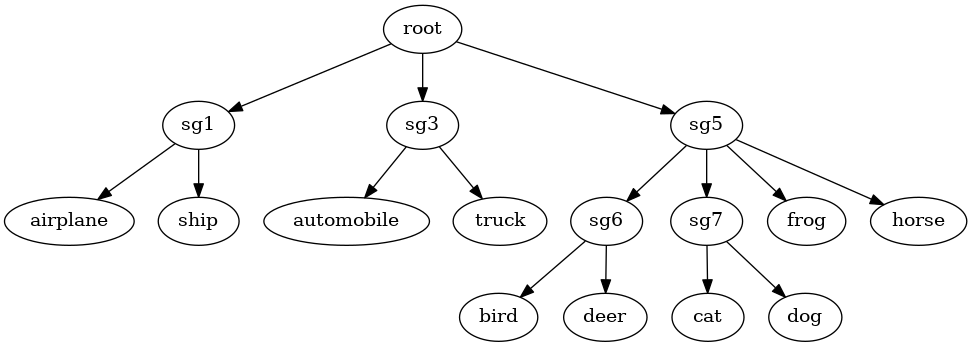 root
sg1
sg3
sg5
airplane
ship
automobile
truck
sg6
sg7
frog
horse
bird
deer
cat
dog